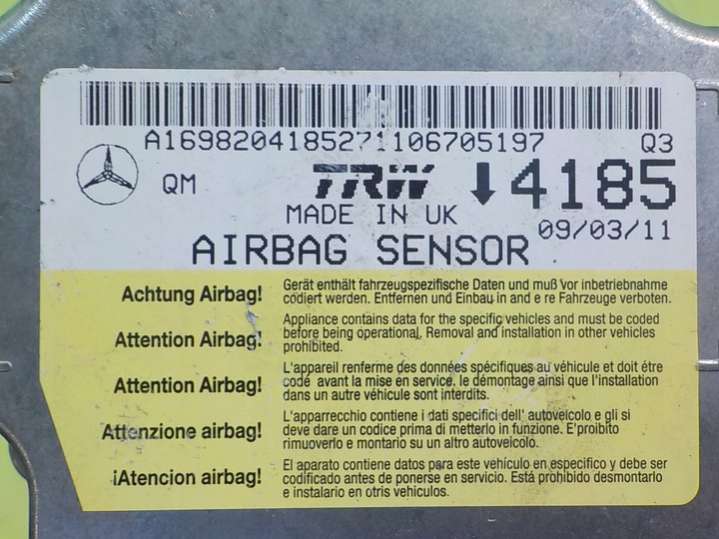 A1698204185271106705197 Q3
QM TRW ↓4185
MADE IN UK 09/03/11
AIRBAG SENSOR
Achtung Airbag!
Gerät enthält fahrzeugspezifische Daten und muß Vor inbetriebnahme
codiert werden. Entfernen und Einbau in and e re Fahrzeuge verboten.
Attention Airbag!
Appliance contains data for the specific vehicles and must be coded
before being operational, Removal and installation in other vehicles
prohibited.
Attention Airbag!
L'appareil renferme des données spécifiques au véhicule et doit étre
codé avant la mise en service. le démontage ainsi que l'installation
dans un autre véhicule sont interdits.
Attenzione airbag!
L'apparrecchio contiene i dati specifici dell' autoveicolo e gli si
deve dare un codice prima di metterlo in funzione. E'proibito
rimuoverlo e montario su un altro autoveicolo.
¡Atencion airbag!
El aparato contiene datos para este vehículo en especifico y debe ser
codificado antes de ponerse en servicio. Está prohibido desmontarlo
e instalario en otris vehículos.